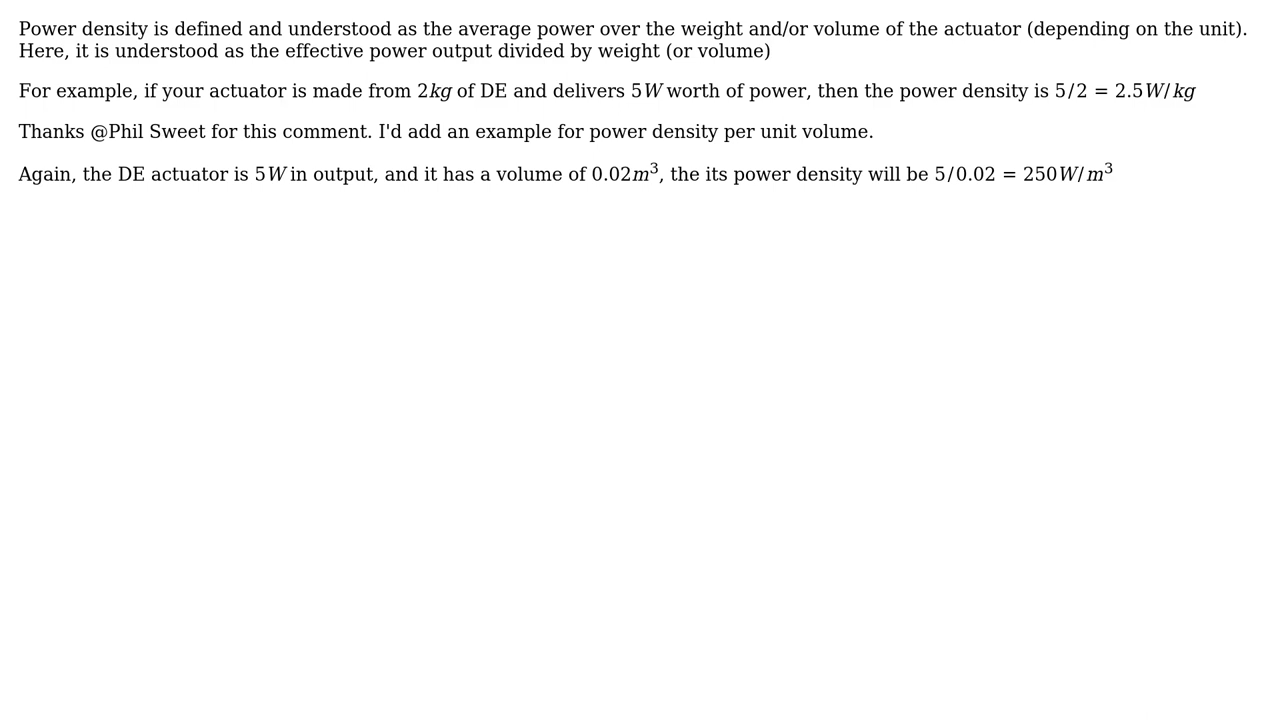 Power density is defined and understood as the average power over the weight and/or volume of the actuator (depending on the unit).
Here, it is understood as the effective power output divided by weight (or volume)
For example, if your actuator is made from 2kg of DE and delivers 5W worth of power, then the power density is 5/2 = 2.5W/kg
Thanks @Phil Sweet for this comment. I'd add an example for power density per unit volume.
Again, the DE actuator is 5W in output, and it has a volume of 0.02m³, the its power density will be 5/0.02 = 250W/m³